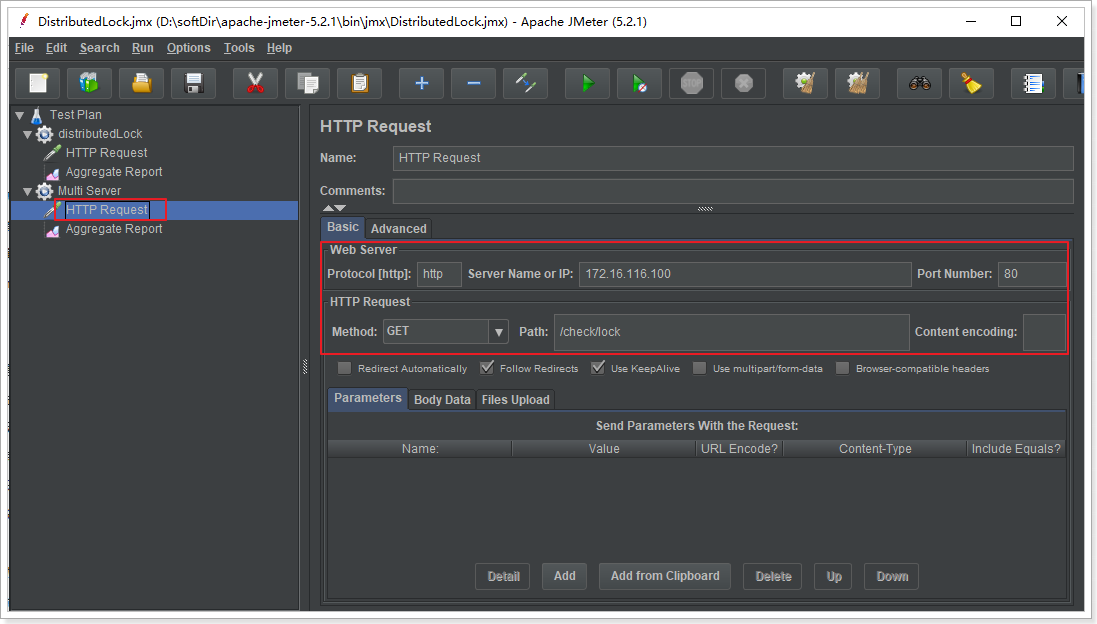 DistributedLock.jmx (D:\softDir\apache-jmeter-5.2.1\bin\jmx\DistributedLock.jmx) - Apache JMeter (5.2.1)
File Edit Search Run Options Tools Help
STOP
Test Plan
distributedLock
HTTP Request
Aggregate Report
Multi Server
HTTP Request
Aggregate Report
HTTP Request
Name: HTTP Request
Comments:
Basic Advanced
Web Server
Protocol [http]: http Server Name or IP: 172.16.116.100 Port Number: 80
HTTP Request
Method: GET Path: /check/lock Content encoding:
Redirect Automatically Follow Redirects Use KeepAlive Use multipart/form-data Browser-compatible headers
Parameters Body Data Files Upload
Send Parameters With the Request:
Name: Value URL Encode? Content-Type Include Equals?
Detail Add Add from Clipboard Delete Up Down